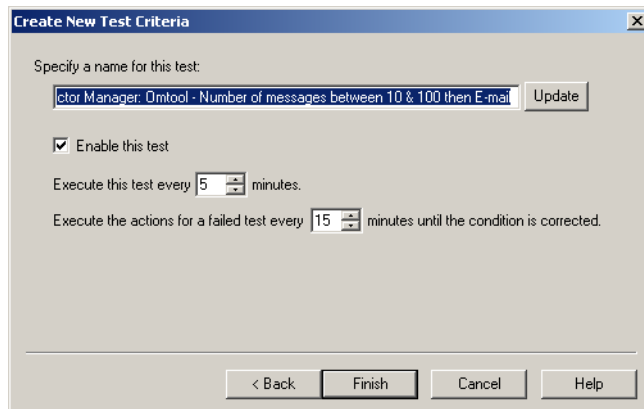 Create New Test Criteria
Specify a name for this test:
ctor Manager: Omtool - Number of messages between 10 & 100 then E-mail
Update
Enable this test
Execute this test every 5 minutes.
Execute the actions for a failed test every 15 minutes until the condition is corrected.
< Back
Finish
Cancel
Help